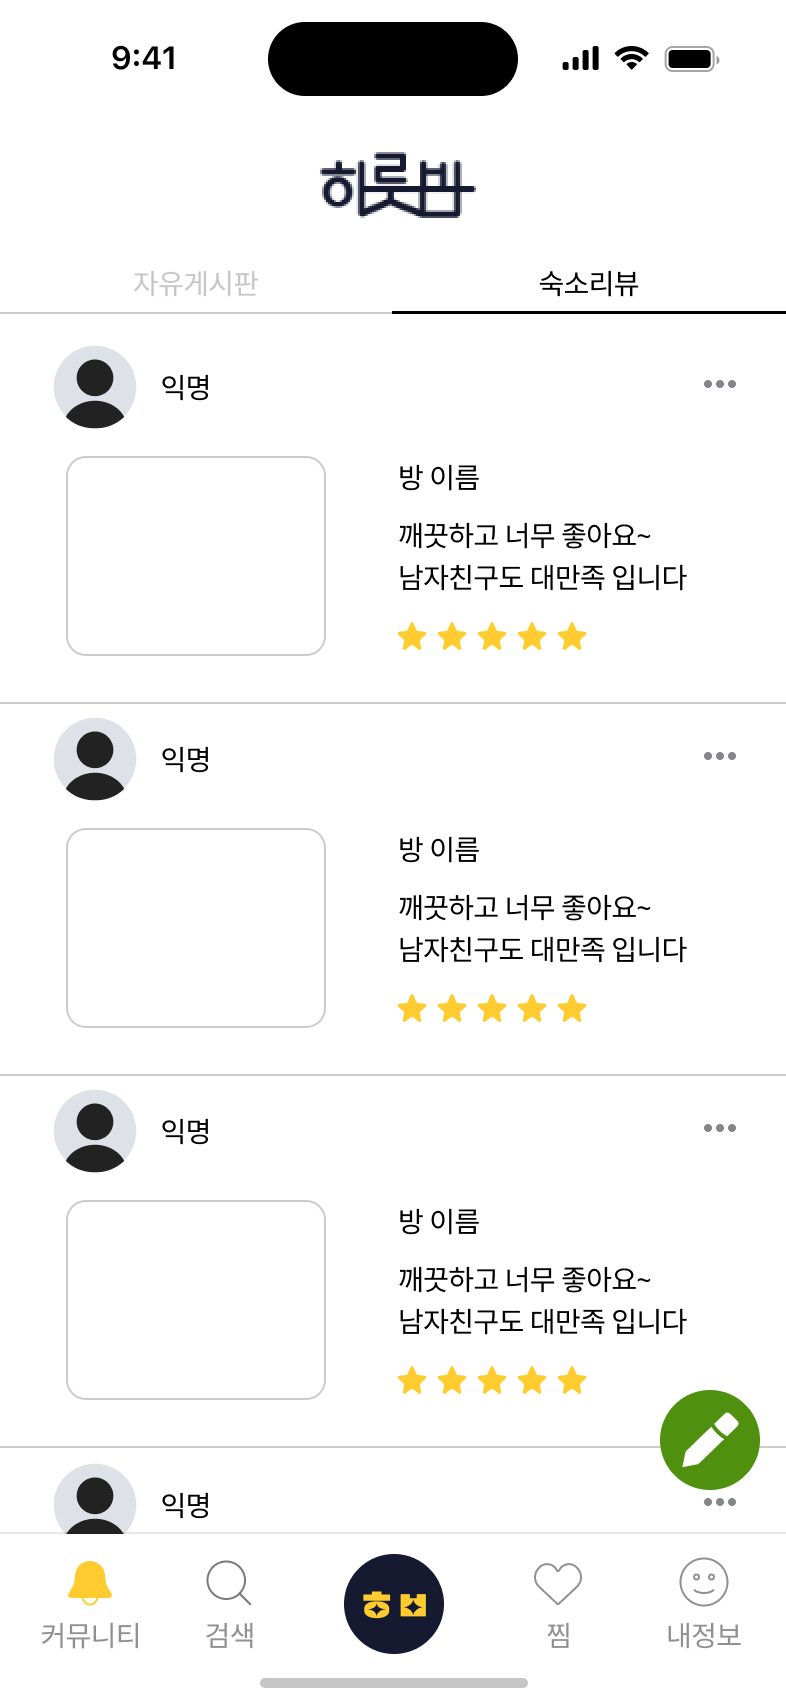 9:41
하룻밤
자유게시판
숙소리뷰
익명
방 이름
깨끗하고 너무 좋아요~
남자친구도 대만족 입니다
익명
방 이름
깨끗하고 너무 좋아요~
남자친구도 대만족 입니다
익명
방 이름
깨끗하고 너무 좋아요~
남자친구도 대만족 입니다
익명
커뮤니티
검색
홈
찜
내정보